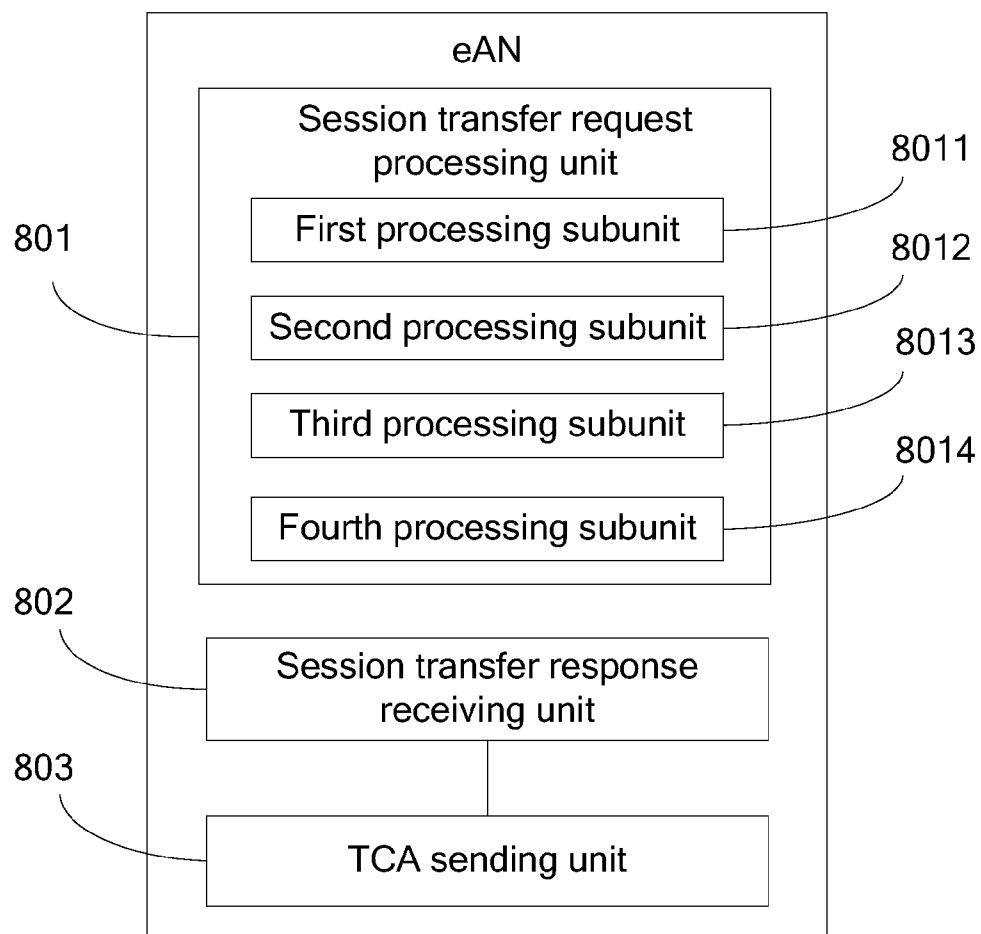 eAN
Session transfer request
processing unit
8011
First processing subunit
801
8012
Second processing subunit
8013
Third processing subunit
8014
Fourth processing subunit
802
Session transfer response
receiving unit
803
TCA sending unit